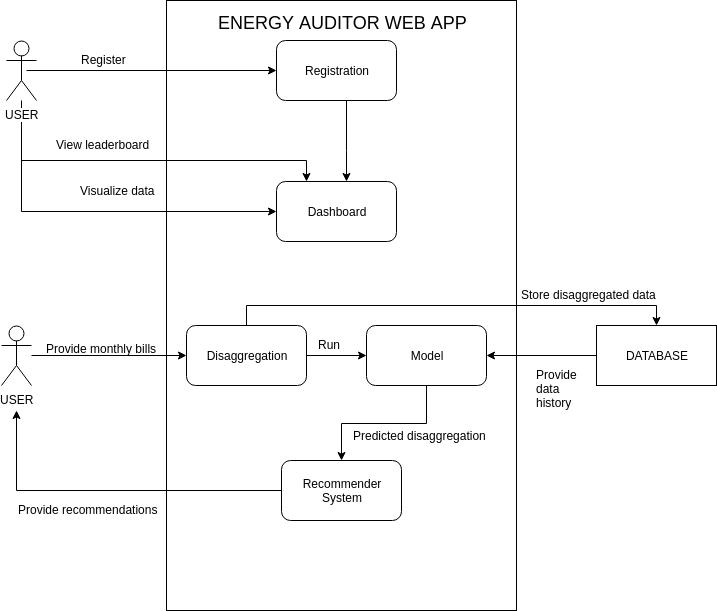 ENERGY AUDITOR WEB APP
Register
Registration
USER
View leaderboard
Visualize data
Dashboard
Store disaggregated data
Provide monthly bills
Disaggregation
Run
Model
DATABASE
Provide
data
history
USER
Predicted disaggregation
Recommender
System
Provide recommendations